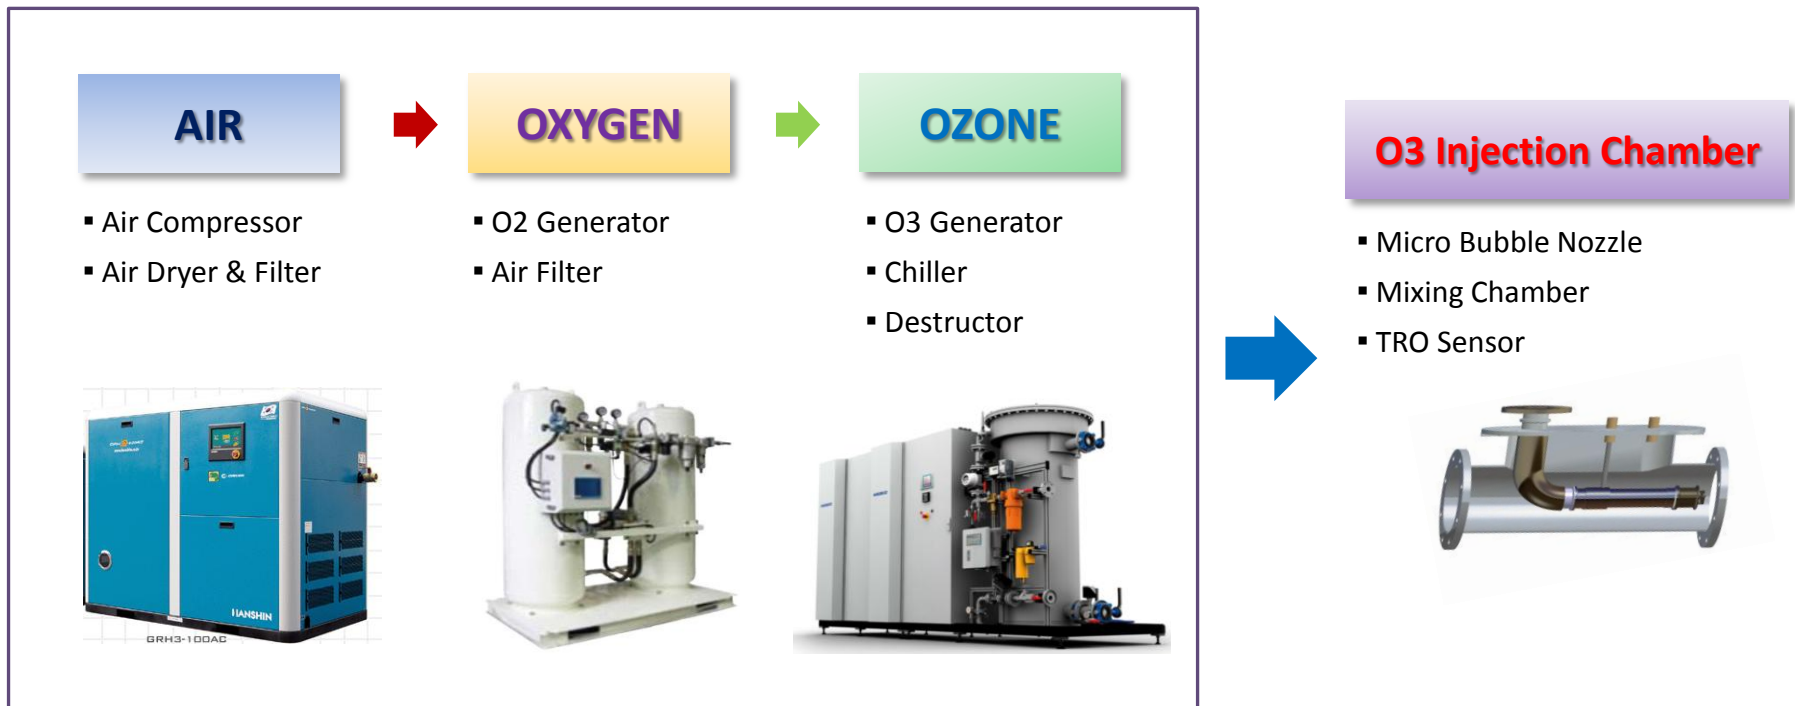 AIR
OXYGEN
OZONE
O3 Injection Chamber
▪ Air Compressor
▪ Air Dryer & Filter
▪ O2 Generator
▪ Air Filter
▪ O3 Generator
▪ Chiller
▪ Destructor
▪ Micro Bubble Nozzle
▪ Mixing Chamber
▪ TRO Sensor
HANSHIN
GRH3-100AC